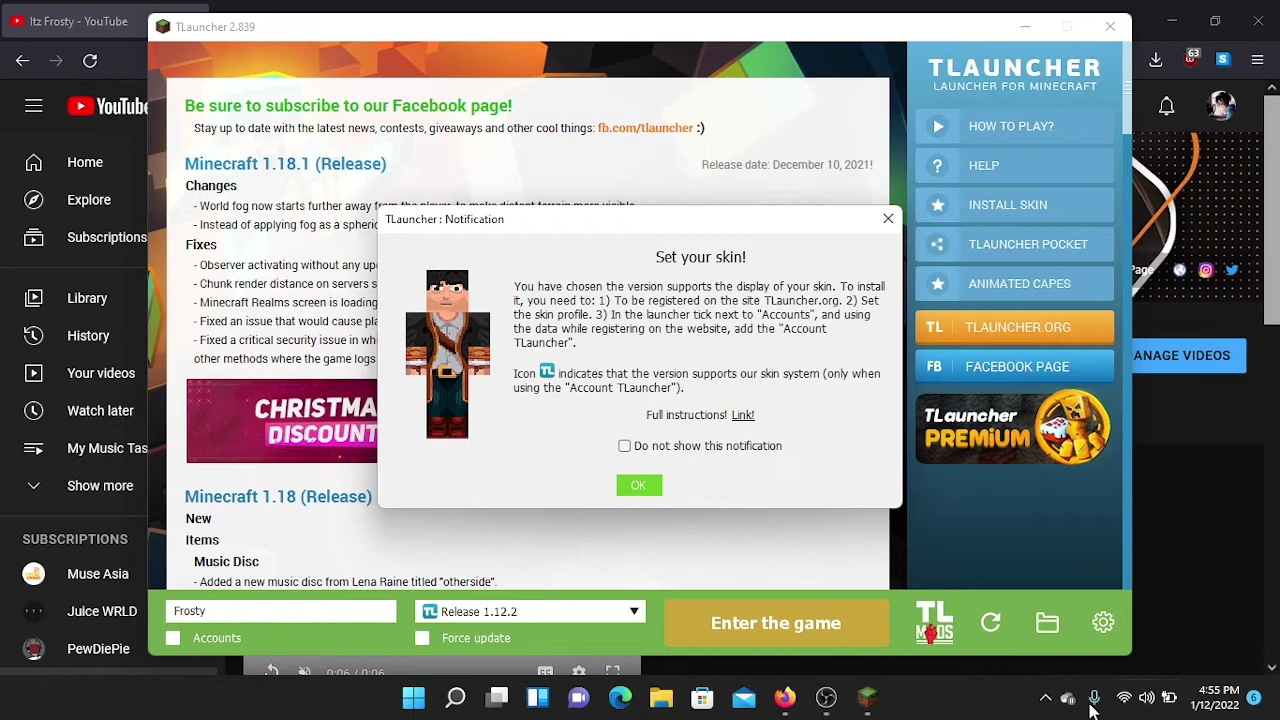 Itz Frosty
TLauncher 2.839
63
YouTube
Home
Explore
Subscriptions
Library
History
Your videos
Watch later
My Music Tas
Show more
SUBSCRIPTIONS
Muse Asia
Juice WRLD
PewDiePie
Be sure to subscribe to our Facebook page!
Stay up to date with the latest news, contests, giveaways and other cool things: fb.com/tlauncher :)
Minecraft 1.18.1 (Release)
Release date: December 10, 2021!
Changes
- World fog now starts further away from the player, to make distant terrain more visible
- Instead of applying fog as a spheric
Fixes
- Observer activating without any up
- Chunk render distance on servers s
- Minecraft Realms screen is loading
- Fixed an issue that would cause pla
- Fixed a critical security issue in wh
other methods where the game logs
CHRISTMA
DISCOUNT
Minecraft 1.18 (Release)
New
Items
Music Disc
- Added a new music disc from Lena Raine titled "otherside".
TLauncher : Notification
Set your skin!
You have chosen the version supports the display of your skin. To install
it, you need to: 1) To be registered on the site TLauncher.org. 2) Set
the skin profile. 3) In the launcher tick next to "Accounts", and using
the data while registering on the website, add the "Account
TLauncher".
Icon TL indicates that the version supports our skin system (only when
using the "Account TLauncher").
Full instructions! Link!
Do not show this notification
OK
TLAUNCHER
LAUNCHER FOR MINECRAFT
HOW TO PLAY?
? HELP
INSTALL SKIN
TLAUNCHER POCKET
ANIMATED CAPES
TL TLAUNCHER.ORG
FB FACEBOOK PAGE
TLauncher
PREMIUM
Page
ANAGE VIDEOS
Frosty
TL Release 1.12.2
Enter the game
TL
MODS
Accounts
Force update
0:06 / 0:06
4:55 PM
1/2/2022
6